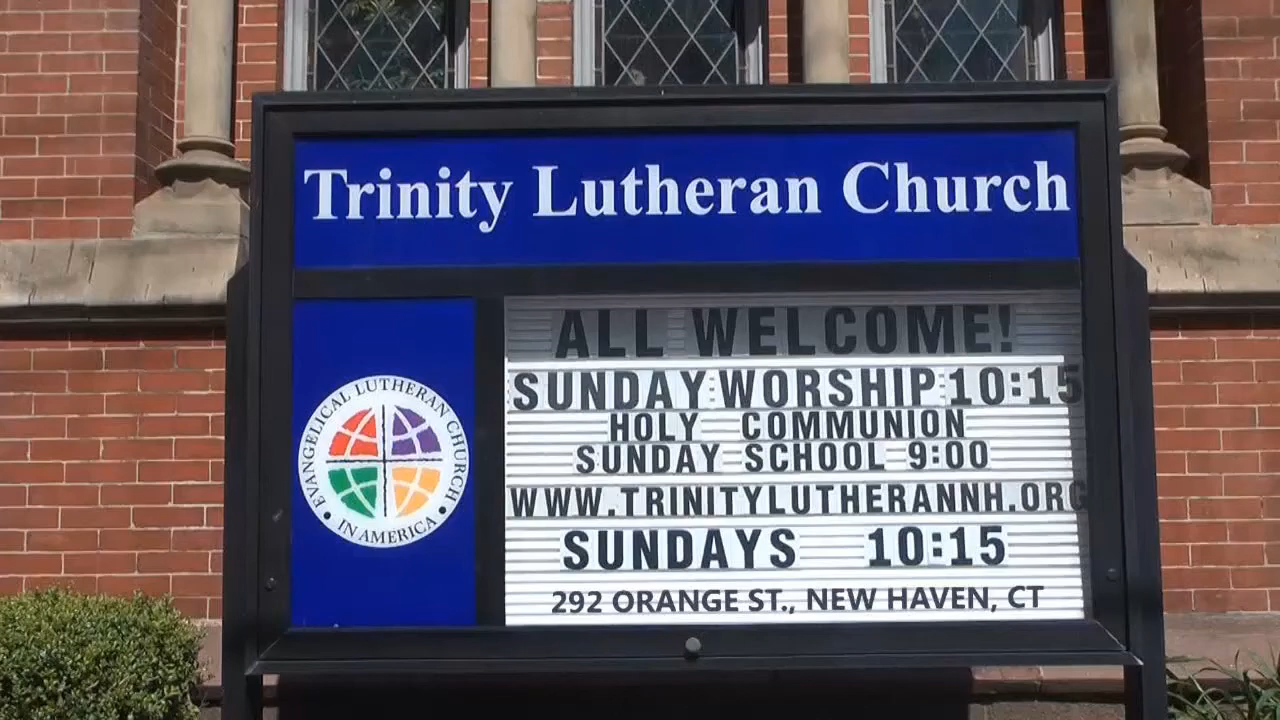 Trinity Lutheran Church
EVANGELICAL LUTHERAN CHURCH
• IN AMERICA •
ALL WELCOME!
SUNDAY WORSHIP 10:15
HOLY COMMUNION
SUNDAY SCHOOL 9:00
WWW.TRINITYLUTHERANNH.ORG
SUNDAYS 10:15
292 ORANGE ST., NEW HAVEN, CT